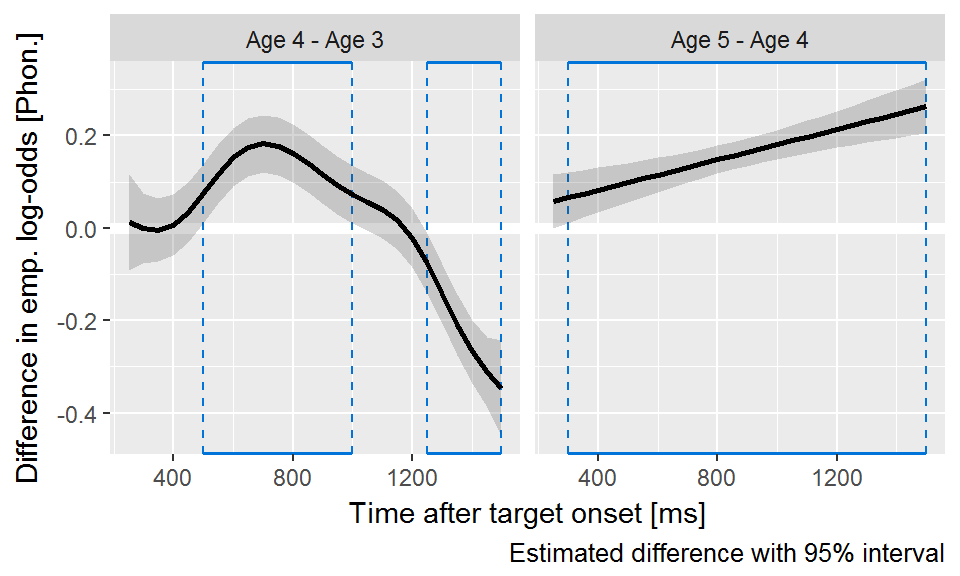 Age 4 - Age 3
Age 5 - Age 4
Difference in emp. log-odds [Phon.]
0.2
0.0
-0.2
-0.4
400 800 1200
400 800 1200
Time after target onset [ms]
Estimated difference with 95% interval